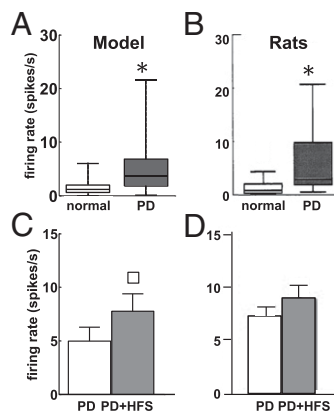 A Model
B Rats
firing rate (spikes/s)
30
20
10
0
*
normal PD
30
20
10
0
*
normal PD
C
D
firing rate (spikes/s)
15
10
5
0
PD PD+HFS
15
10
5
0
PD PD+HFS